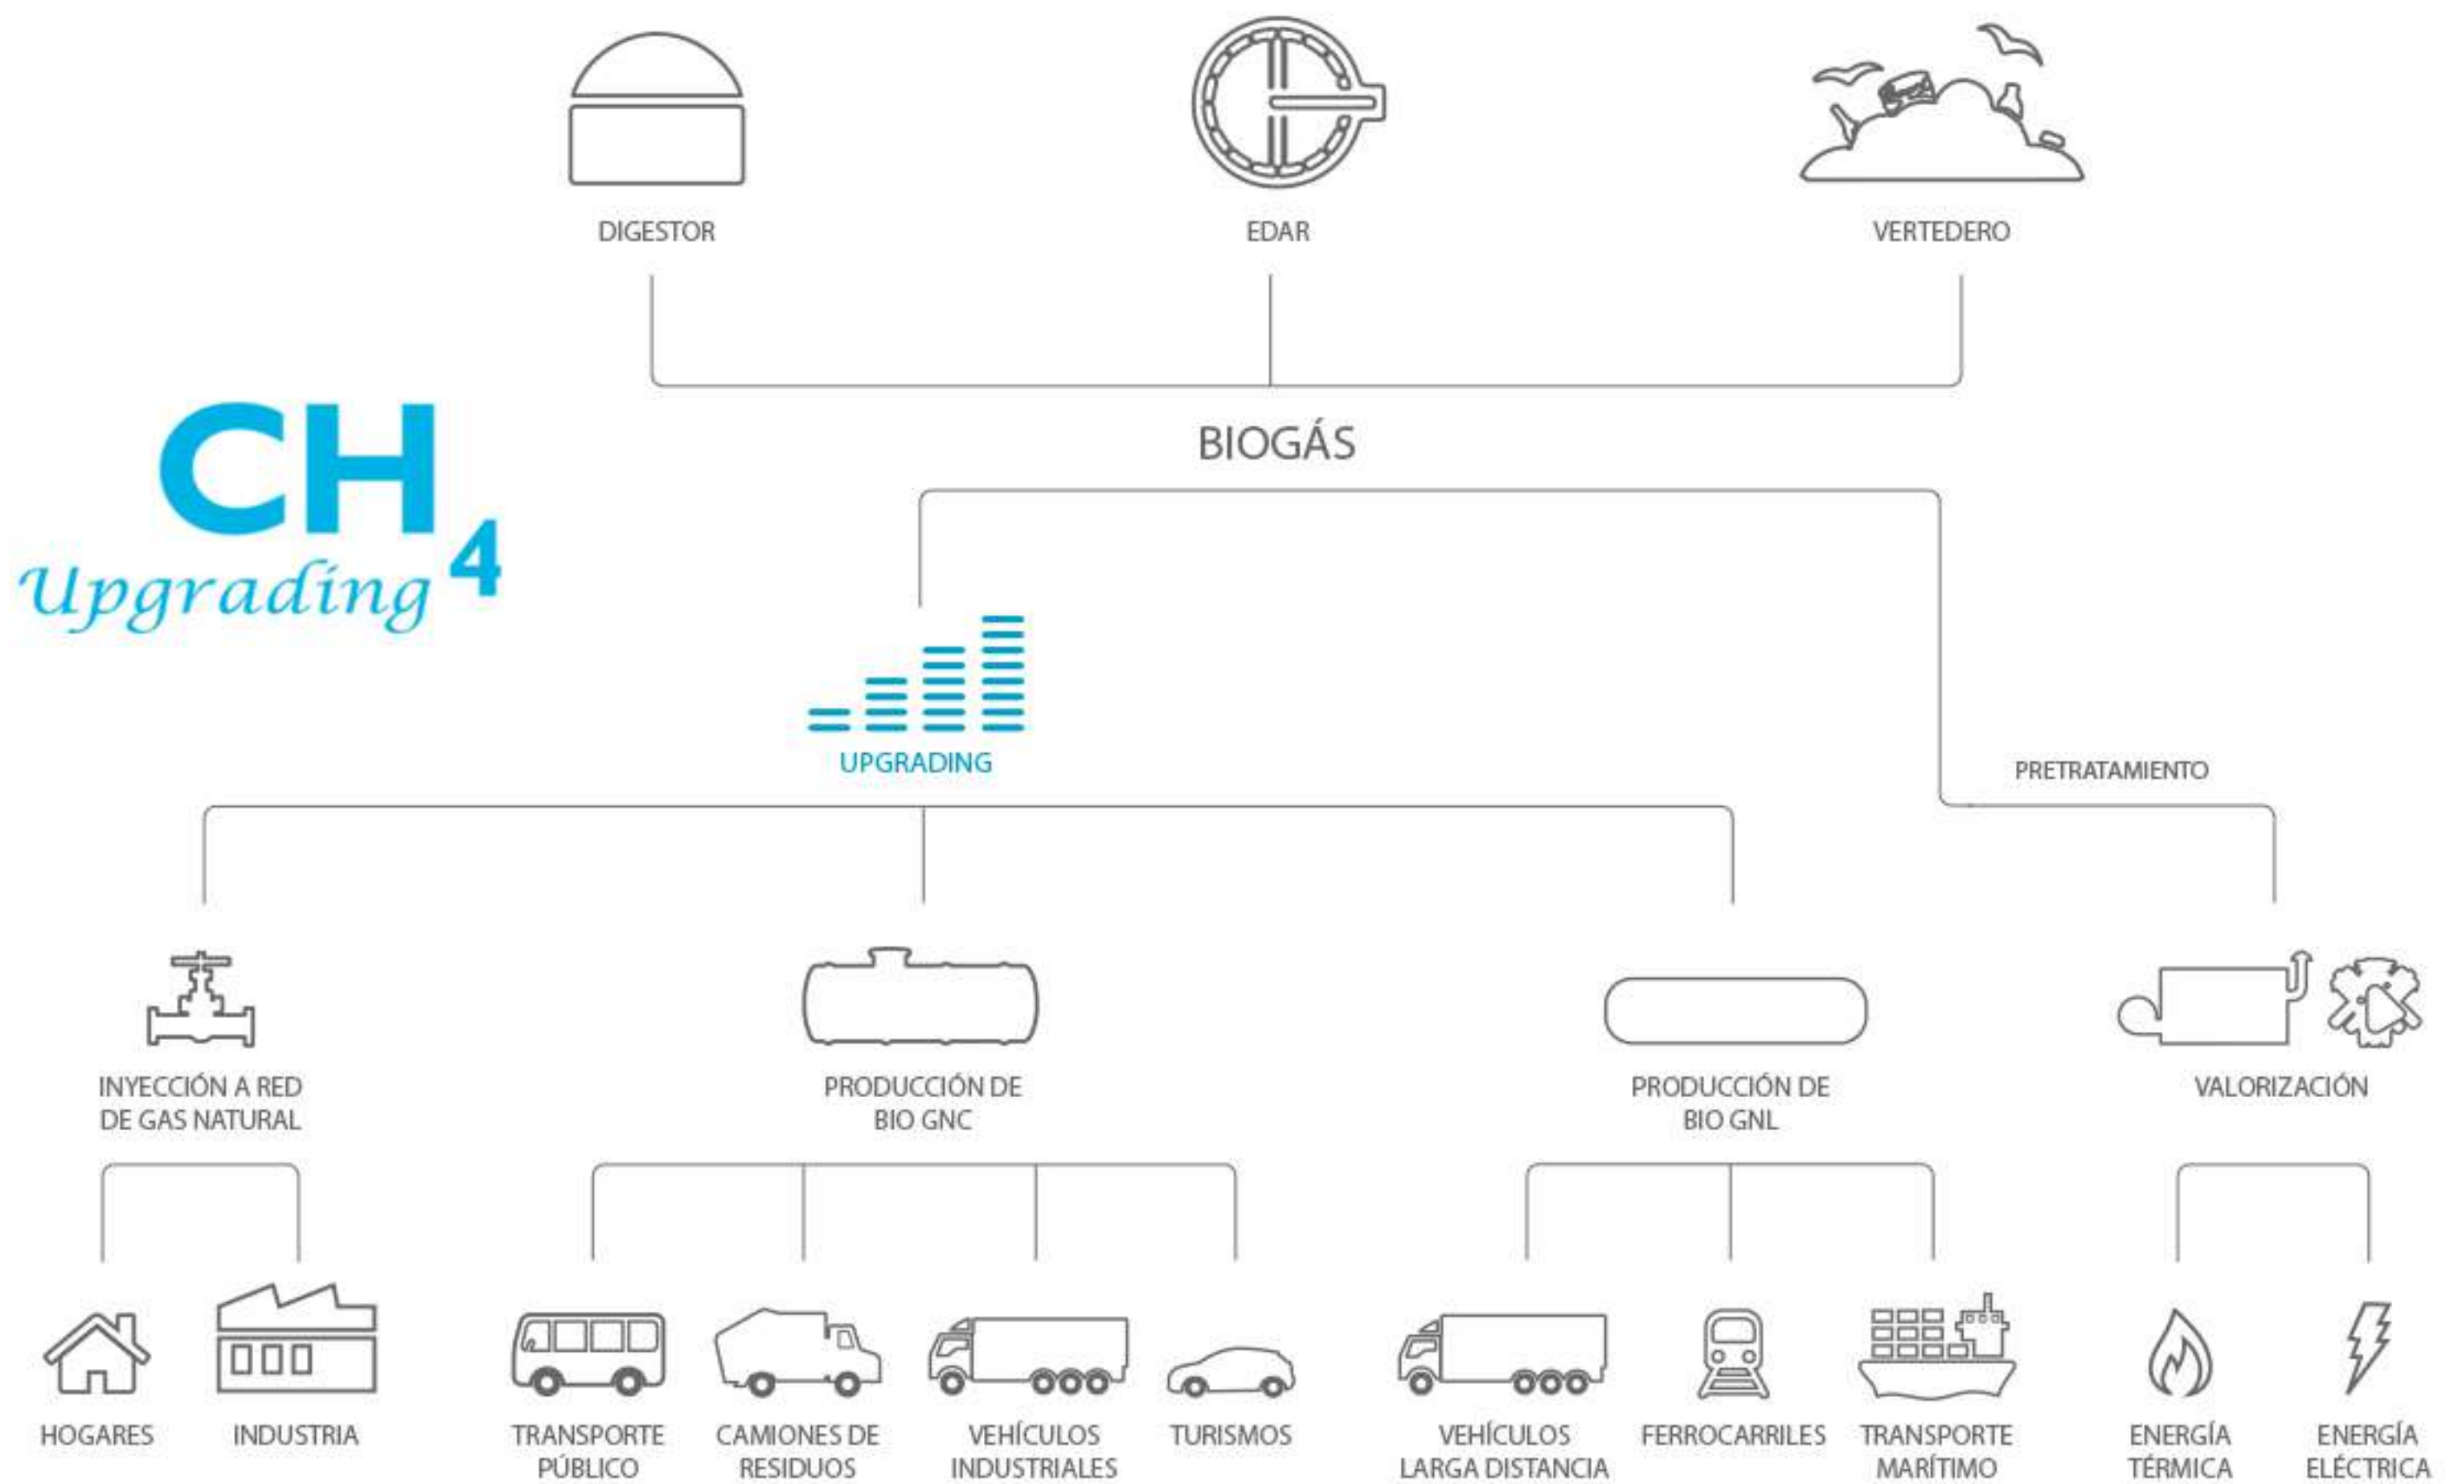 DIGESTOR
EDAR
VERTEDERO
BIOGÁS
CH4
Upgrading
UPGRADING
PRETRATAMIENTO
INYECCIÓN A RED
DE GAS NATURAL
PRODUCCIÓN DE
BIO GNC
PRODUCCIÓN DE
BIO GNL
VALORIZACIÓN
HOGARES
INDUSTRIA
TRANSPORTE
PÚBLICO
CAMIONES DE
RESIDUOS
VEHÍCULOS
INDUSTRIALES
TURISMOS
VEHÍCULOS
LARGA DISTANCIA
FERROCARRILES
TRANSPORTE
MARÍTIMO
ENERGÍA
TÉRMICA
ENERGÍA
ELÉCTRICA